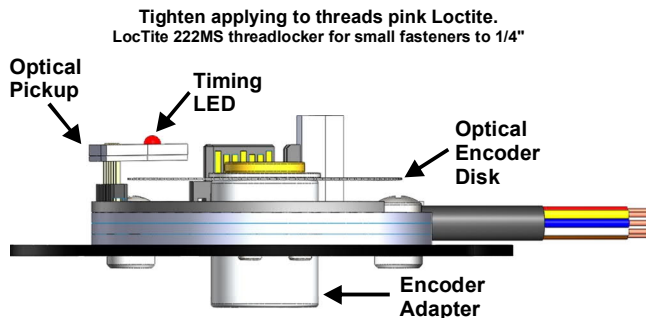 Tighten applying to threads pink Loctite.
LocTite 222MS threadlocker for small fasteners to 1/4"
Optical
Pickup
Timing
LED
Optical
Encoder
Disk
Encoder
Adapter